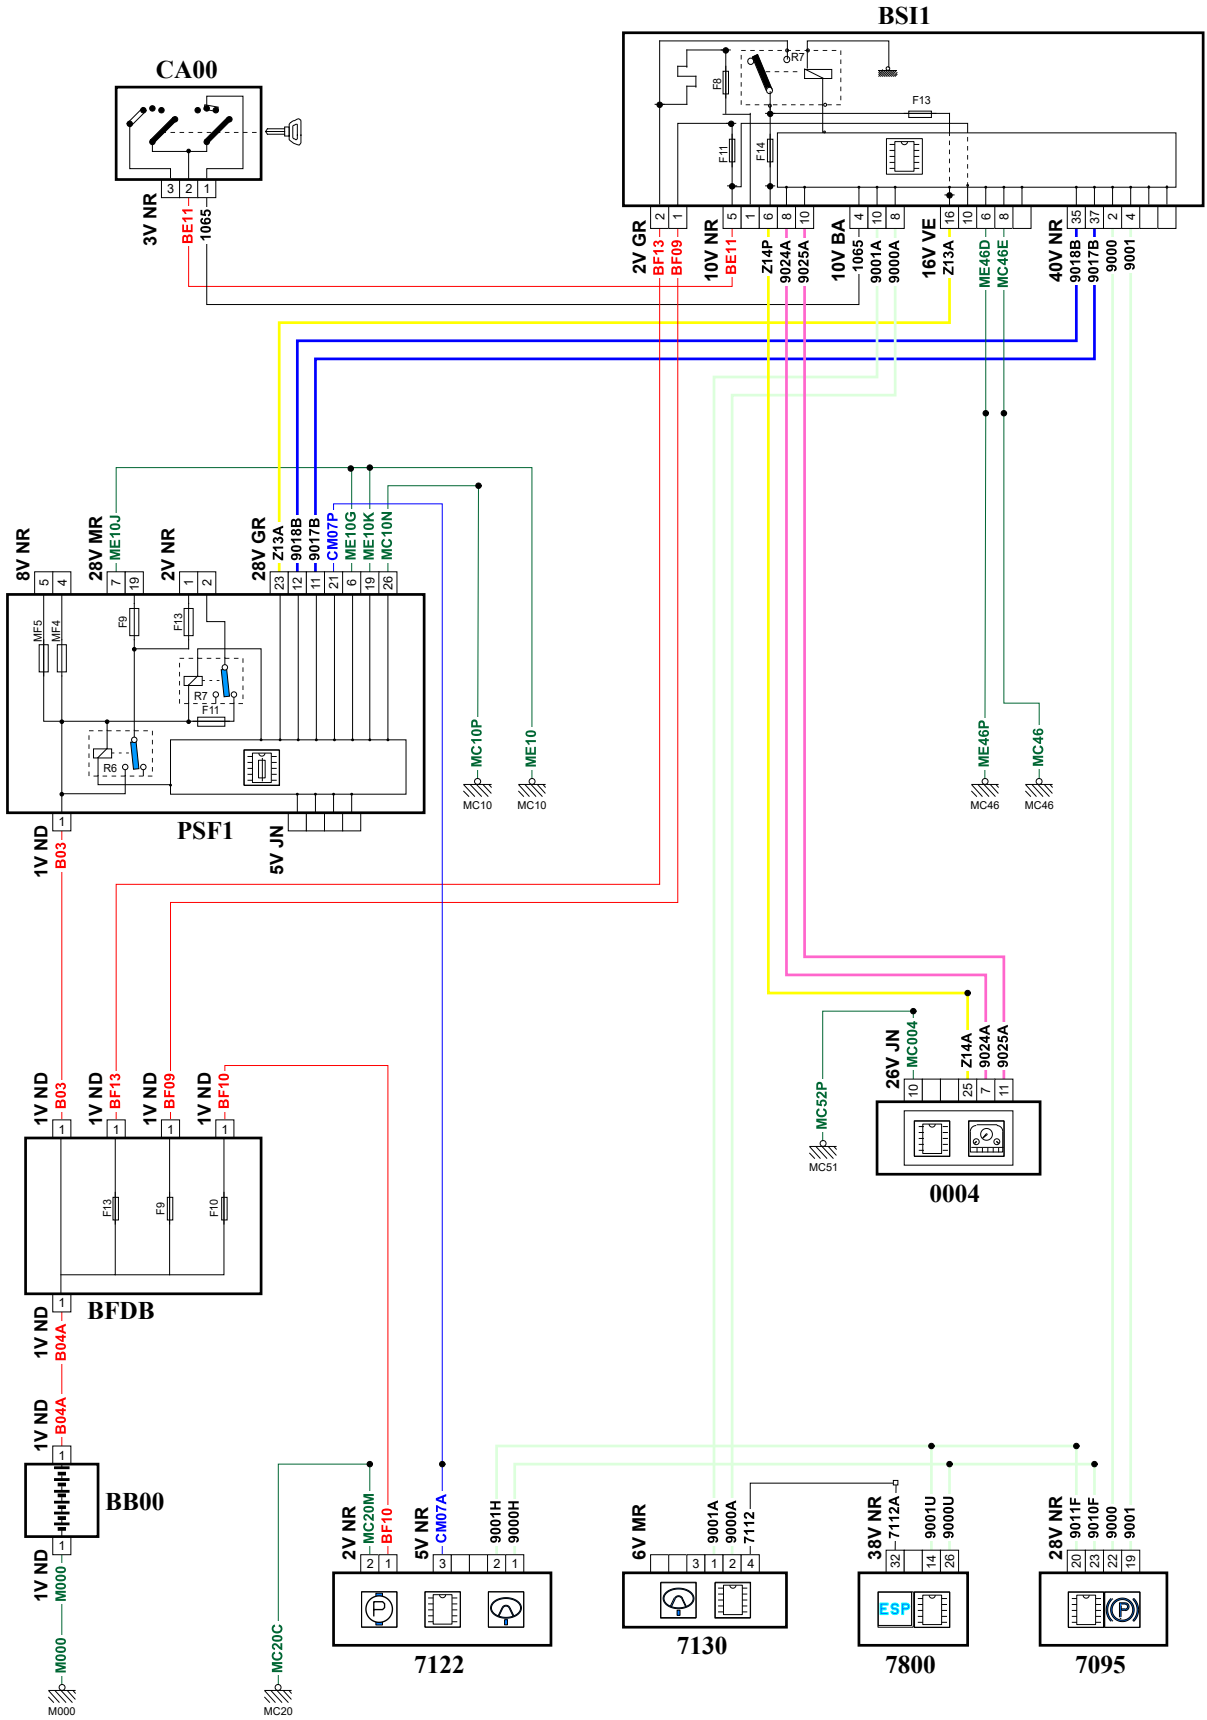 BSI1
CA00
R7
F8
F13
F11
F14
3 2 1
3V NR
BE11
1065
2 1
5 1 6 8 10
4 10 8
16 10 6 8
35 37 2 4
2V GR
BF13
BF09
10V NR
BE11
Z14P
9024A
9025A
10V BA
1065
9001A
9000A
16V VE
Z13A
ME46D
MC46E
40V NR
9018B
9017B
9000
9001
8V NR
28V MR
ME10J
2V NR
28V GR
Z13A
9018B
9017B
CM07P
ME10G
ME10K
MC10N
5 4
7 19
1 2
23 12 11 21 6 19 26
MF5
MF4
F9
F13
R7
F11
R6
PSF1
1
1V ND
B03
5V JN
MC10P
ME10
MC10
MC10
ME46P
MC46
MC46
MC46
1V ND
B03
1V ND
BF13
1V ND
BF09
1V ND
BF10
1 1 1 1
F13
F9
F10
BFDB
1
1V ND
B04A
1V ND
B04A
1
BB00
1
1V ND
M000
M000
M000
26V JN
MC004
Z14A
9024A
9025A
10 25 7 11
0004
MC52P
MC51
2V NR
MC20M
BF10
5V NR
CM07A
9001H
9000H
2 1
3 2 1
P
7122
MC20C
MC20
6V MR
9001A
9000A
7112
3 1 2 4
7130
38V NR
7112A
9001U
9000U
32 14 26
ESP
7800
28V NR
9011F
9010F
9000
9001
20 23 22 19
P
7095